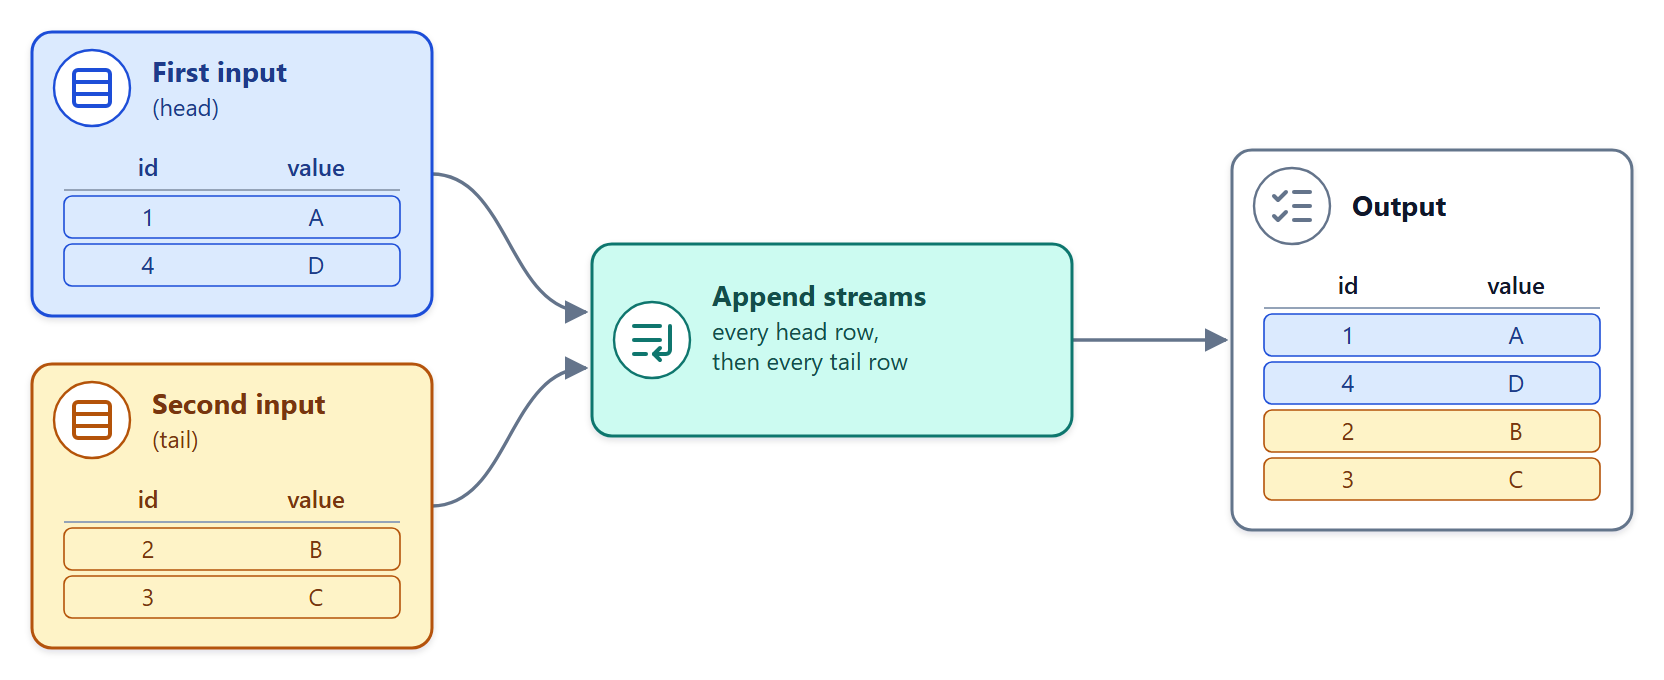 First input
(head)
id value
1 A
4 D
Second input
(tail)
id value
2 B
3 C
Append streams
every head row,
then every tail row
Output
id value
1 A
4 D
2 B
3 C